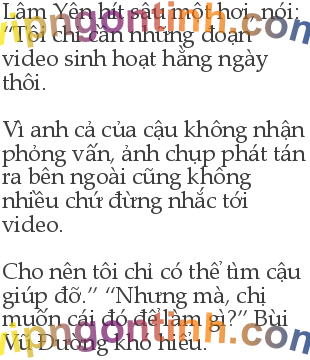 Lâm Yên hít sâu một hơi, nói:
“Tôi chỉ cần những đoạn
video sinh hoạt hằng ngày
thôi.
Vì anh cả của cậu không nhận
phỏng vấn, ảnh chụp phát tán
ra bên ngoài cũng không
nhiều chứ đừng nhắc tới
video.
Cho nên tôi chỉ có thể tìm cậu
giúp đỡ.” “Nhưng mà, chị
muốn cái đó để làm gì?” Bùi
Vũ Đường khó hiểu.
vipngontinh.com
vipngontinh.com